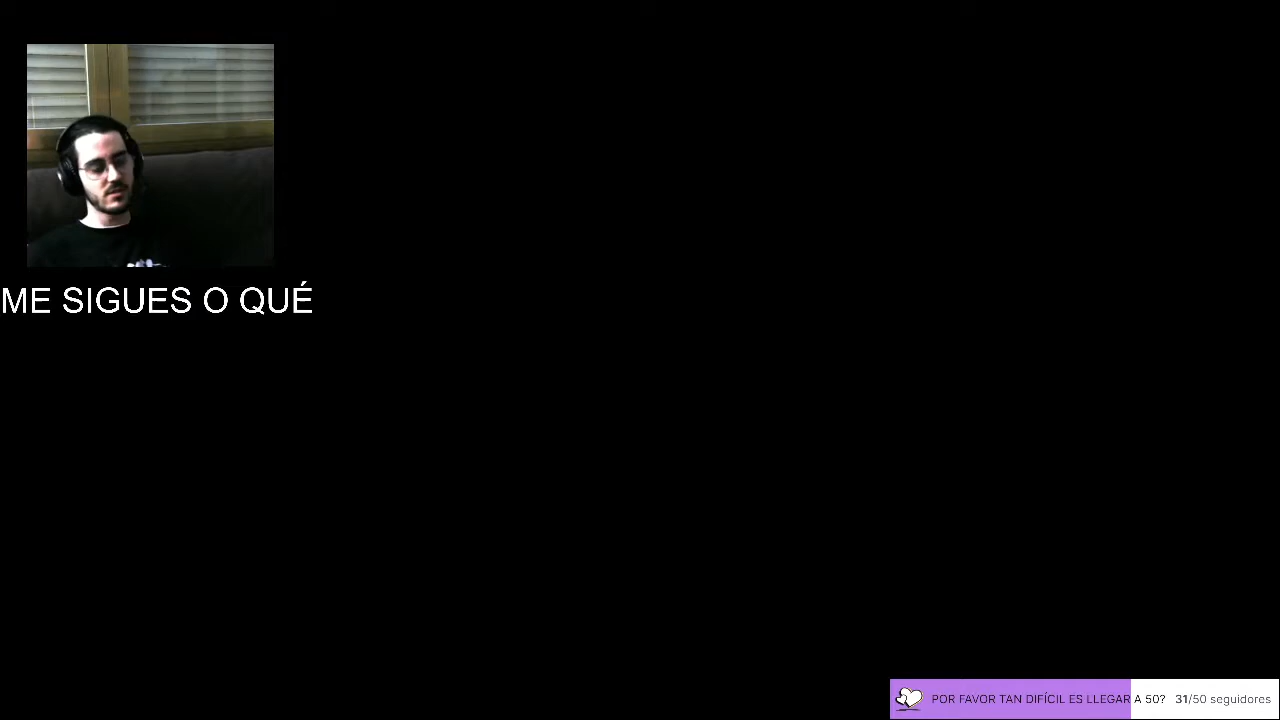 ME SIGUES O QUÉ
POR FAVOR TAN DIFÍCIL ES LLEGAR A 50? 31/50 seguidores